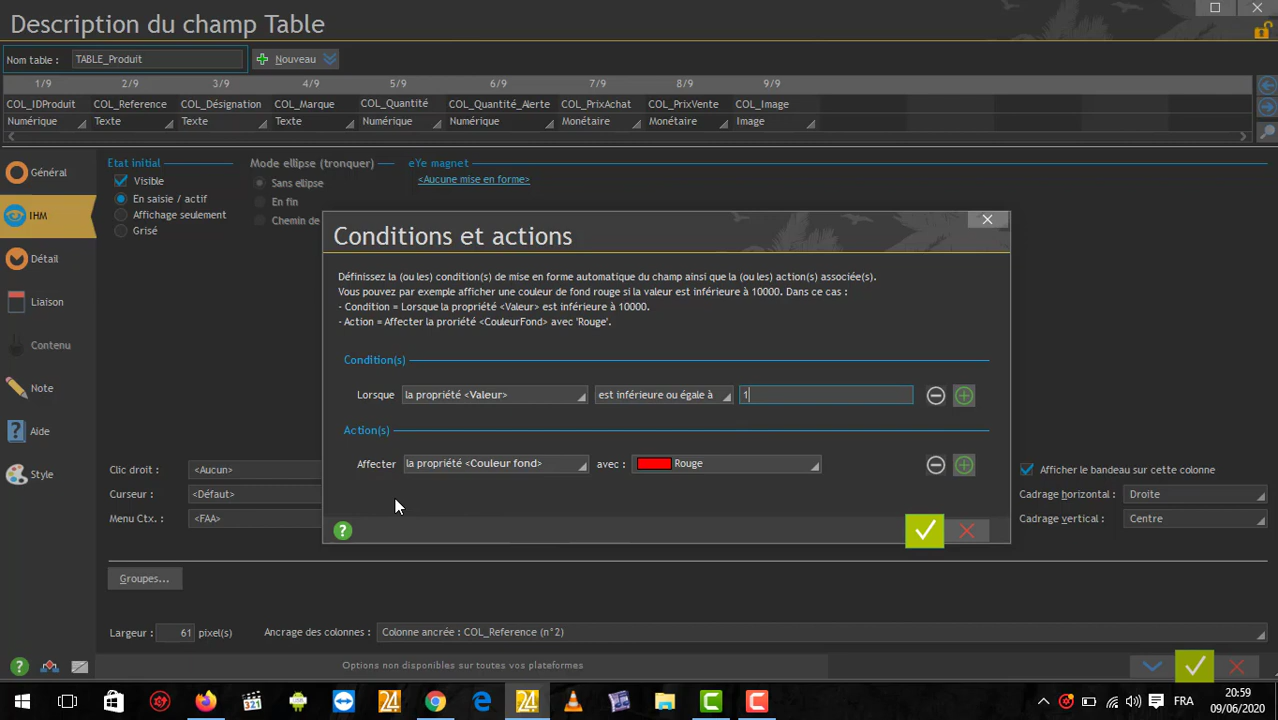 Description du champ Table
Nom table : TABLE_Produit Nouveau
1/9 2/9 3/9 4/9 5/9 6/9 7/9 8/9 9/9
COL_IDProduit COL_Reference COL_Désignation COL_Marque COL_Quantité COL_Quantité_Alerte COL_PrixAchat COL_PrixVente COL_Image
Numérique Texte Texte Texte Numérique Numérique Monétaire Monétaire Image
Général
IHM
Détail
Liaison
Contenu
Note
Aide
Style
Etat initial
Visible
En saisie / actif
Affichage seulement
Grisé
Mode ellipse (tronquer)
Sans ellipse
En fin
Chemin de
eYe magnet
<Aucune mise en forme>
Conditions et actions
Définissez la (ou les) condition(s) de mise en forme automatique du champ ainsi que la (ou les) action(s) associée(s).
Vous pouvez par exemple afficher une couleur de fond rouge si la valeur est inférieure à 10000. Dans ce cas :
- Condition = Lorsque la propriété <Valeur> est inférieure à 10000.
- Action = Affecter la proriété <CouleurFond> avec 'Rouge'.
Condition(s)
Lorsque la propriété <Valeur> est inférieure ou égale à 1
Action(s)
Affecter la propriété <Couleur fond> avec : Rouge
?
Clic droit : <Aucun>
Curseur : <Défaut>
Menu Ctx. : <FAA>
Afficher le bandeau sur cette colonne
Cadrage horizontal : Droite
Cadrage vertical : Centre
Groupes...
Largeur : 61 pixel(s) Ancrage des colonnes : Colonne ancrée : COL_Reference (n°2)
? Options non disponibles sur toutes vos plateformes
321 24 24 C C FR 20:59
09/06/2020